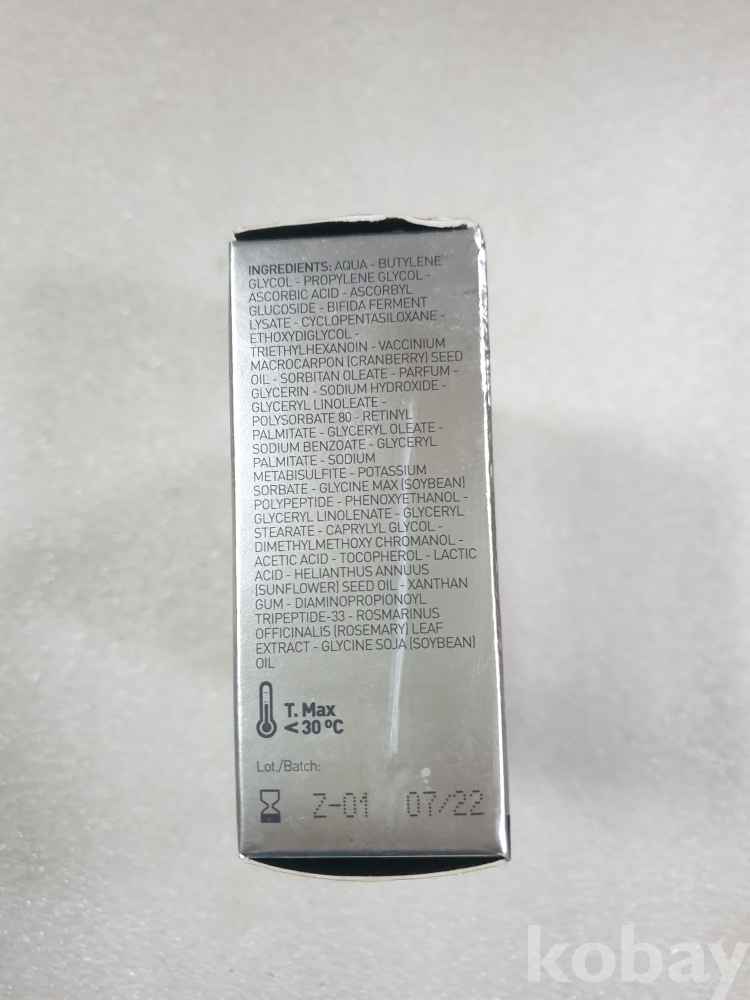 INGREDIENTS: AQUA - BUTYLENE
GLYCOL - PROPYLENE GLYCOL -
ASCORBIC ACID - ASCORBYL
GLUCOSIDE - BIFIDA FERMENT
LYSATE - CYCLOPENTASILOXANE -
ETHOXYDIGLYCOL -
TRIETHYLHEXANOIN - VACCINIUM
MACROCARPON (CRANBERRY) SEED
OIL - SORBITAN OLEATE - PARFUM -
GLYCERIN - SODIUM HYDROXIDE -
GLYCERYL LINOLEATE -
POLYSORBATE 80 - RETINYL
PALMITATE - GLYCERYL OLEATE -
SODIUM BENZOATE - GLYCERYL
PALMITATE - SODIUM
METABISULFITE - POTASSIUM
SORBATE - GLYCINE MAX (SOYBEAN)
POLYPEPTIDE - PHENOXYETHANOL -
GLYCERYL LINOLENATE - GLYCERYL
STEARATE - CAPRYLYL GLYCOL -
DIMETHYLMETHOXY CHROMANOL -
ACETIC ACID - TOCOPHEROL - LACTIC
ACID - HELIANTHUS ANNUUS
(SUNFLOWER) SEED OIL - XANTHAN
GUM - DIAMINOPROPIONOYL
TRIPEPTIDE-33 - ROSMARINUS
OFFICINALIS (ROSEMARY) LEAF
EXTRACT - GLYCINE SOJA (SOYBEAN)
OIL
T. Max
< 30 ºC
Lot./Batch:
Z-01 07/22
kobay